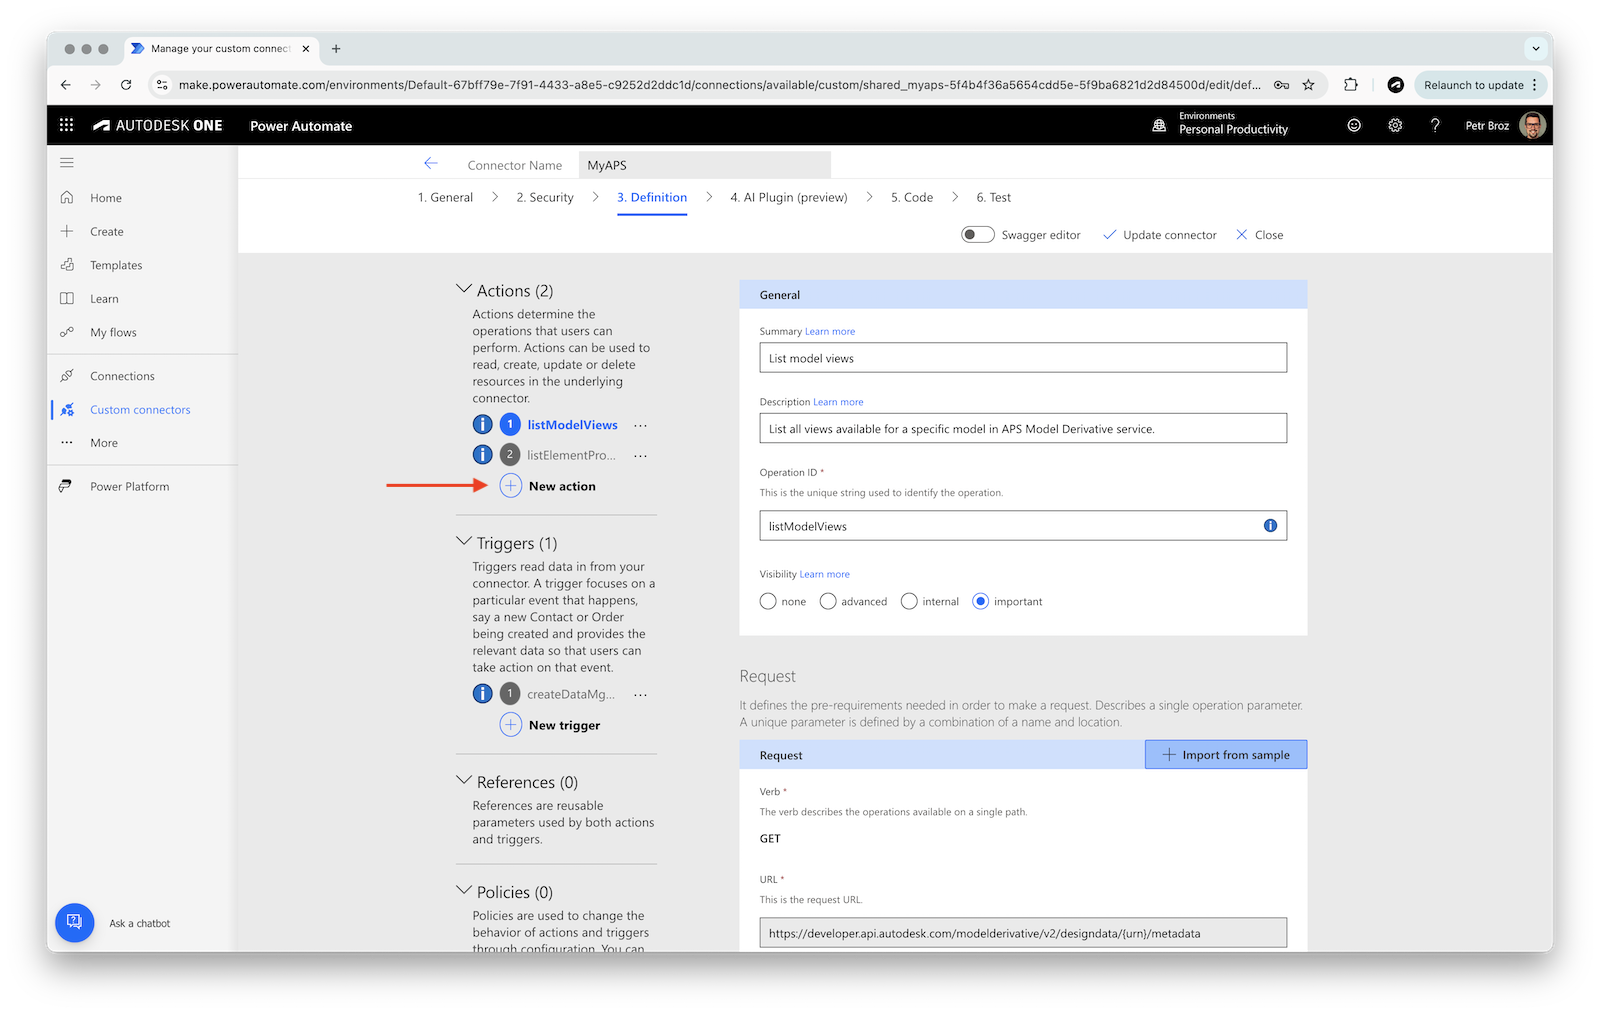 Manage your custom connect
make.powerautomate.com/environments/Default-67bff79e-7f91-4433-a8e5-c9252d2ddc1d/connections/available/custom/shared_myaps-5f4b4f36a5654cdd5e-5f9ba6821d2d84500d/edit/def...
Relaunch to update
AUTODESK ONE
Power Automate
Environments
Personal Productivity
?
Petr Broz
Connector Name
MyAPS
1. General
2. Security
3. Definition
4. AI Plugin (preview)
5. Code
6. Test
Swagger editor
Update connector
Close
Home
Create
Templates
Learn
My flows
Connections
Custom connectors
More
Power Platform
Ask a chatbot
Actions (2)
Actions determine the
operations that users can
perform. Actions can be used to
read, create, update or delete
resources in the underlying
connector.
i 1 listModelViews ...
i 2 listElementPro... ...
New action
Triggers (1)
Triggers read data in from your
connector. A trigger focuses on a
particular event that happens,
say a new Contact or Order
being created and provides the
relevant data so that users can
take action on that event.
i 1 createDataMg... ...
New trigger
References (0)
References are reusable
parameters used by both actions
and triggers.
Policies (0)
Policies are used to change the
behavior of actions and triggers
through configuration. You can
General
Summary Learn more
List model views
Description Learn more
List all views available for a specific model in APS Model Derivative service.
Operation ID *
This is the unique string used to identify the operation.
listModelViews
i
Visibility Learn more
none
advanced
internal
important
Request
It defines the pre-requirements needed in order to make a request. Describes a single operation parameter.
A unique parameter is defined by a combination of a name and location.
Request
Import from sample
Verb *
The verb describes the operations available on a single path.
GET
URL *
This is the request URL.
https://developer.api.autodesk.com/modelderivative/v2/designdata/{urn}/metadata